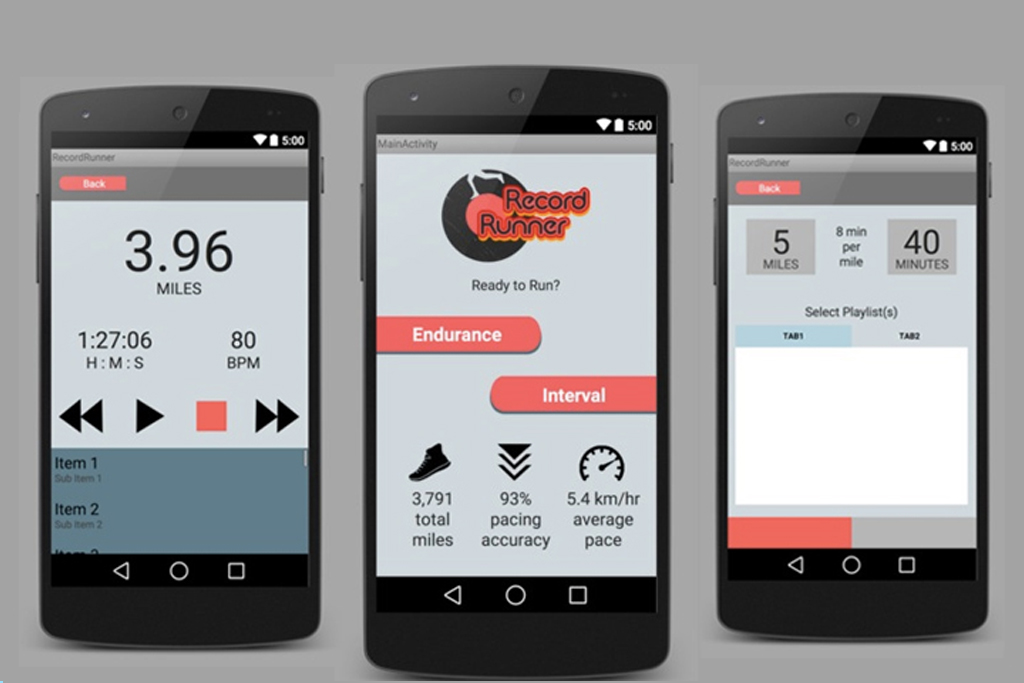 5:00
RecordRunner
Back
3.96
MILES
1:27:06 80
H : M : S BPM
Item 1
Sub Item 1
Item 2
Sub Item 2
5:00
MainActivity
Record
Runner
Ready to Run?
Endurance
Interval
3,791 93% 5.4 km/hr
total pacing average
miles accuracy pace
5:00
RecordRunner
Back
5 8 min 40
MILES per MINUTES
mile
Select Playlist(s)
TAB1 TAB2